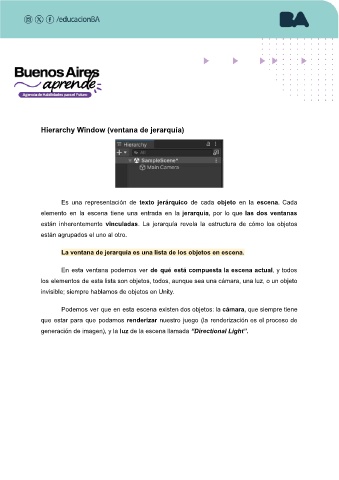 /educacionBA
BA
Buenos Aires
aprende
Agencia de Habilidades para el Futuro
Hierarchy Window (ventana de jerarquía)
Hierarchy
All
SampleScene*
Main Camera
Es una representación de texto jerárquico de cada objeto en la escena. Cada
elemento en la escena tiene una entrada en la jerarquía, por lo que las dos ventanas
están inherentemente vinculadas. La jerarquía revela la estructura de cómo los objetos
están agrupados el uno al otro.
La ventana de jerarquía es una lista de los objetos en escena.
En esta ventana podemos ver de qué está compuesta la escena actual, y todos
los elementos de esta lista son objetos, todos, aunque sea una cámara, una luz, o un objeto
invisible; siempre hablamos de objetos en Unity.
Podemos ver que en esta escena existen dos objetos: la cámara, que siempre tiene
que estar para que podamos renderizar nuestro juego (la renderización es el proceso de
generación de imagen), y la luz de la escena llamada “Directional Light”.